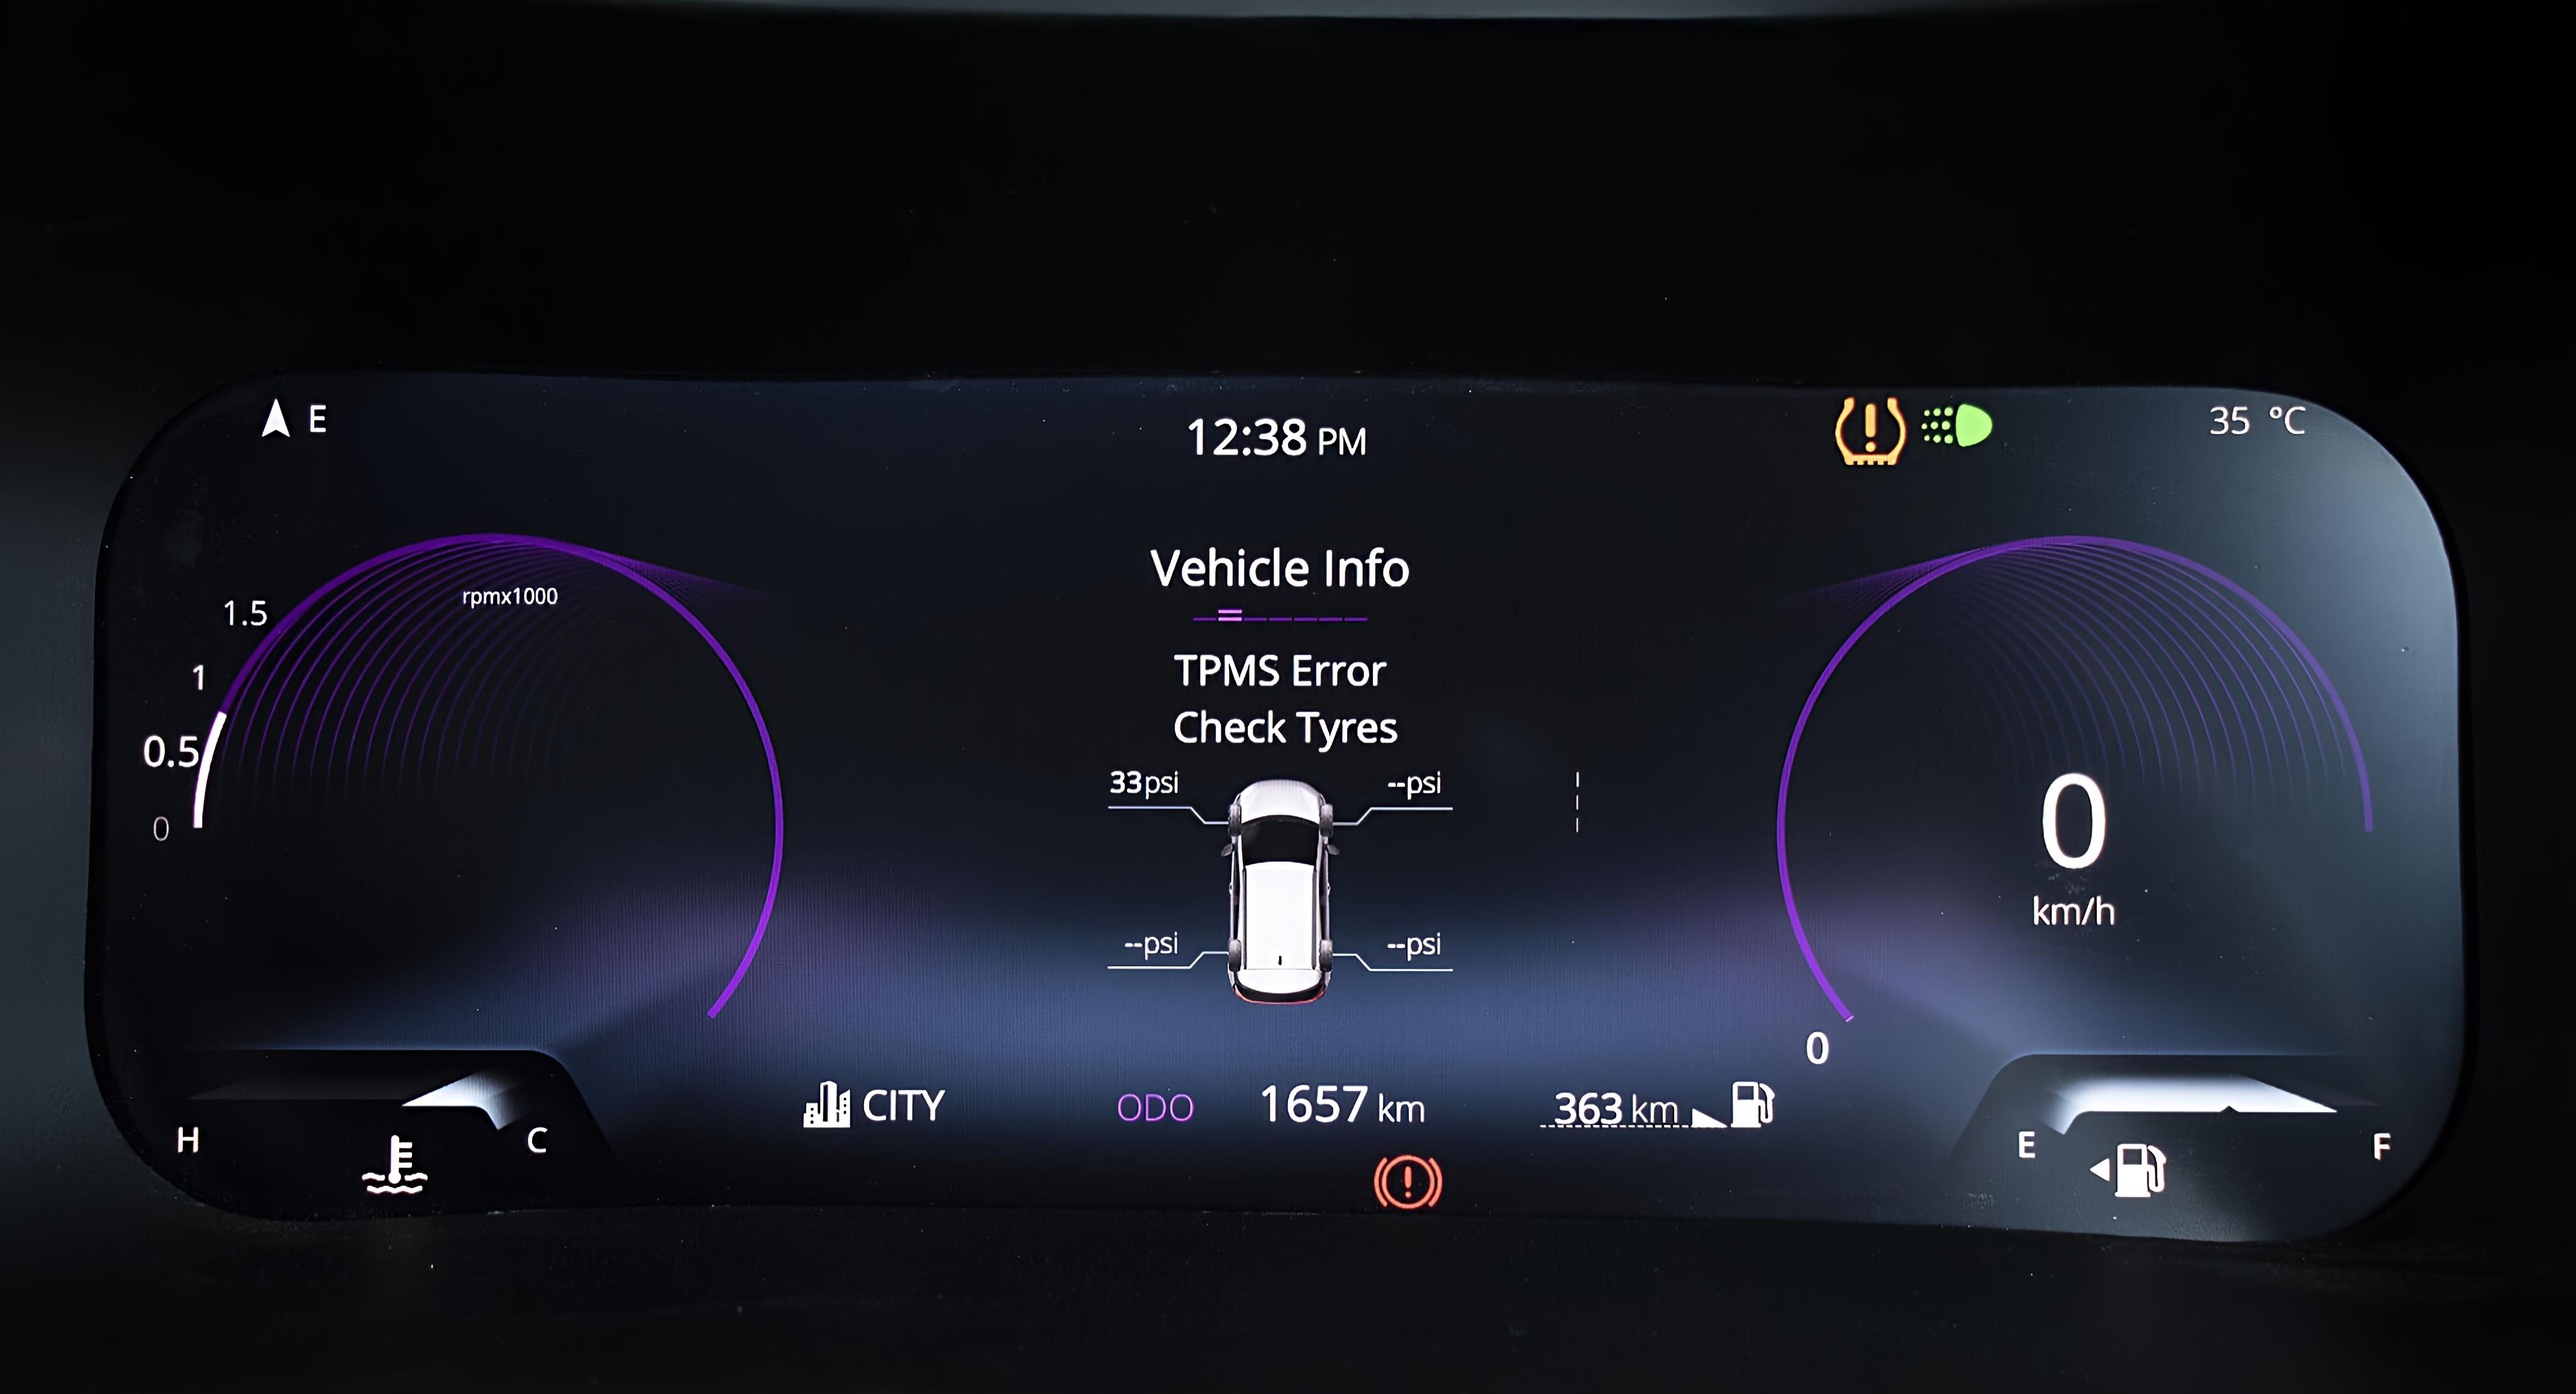 E
12:38 PM
35 °C
Vehicle Info
rpmx1000
1.5
1
0.5
0
TPMS Error
Check Tyres
33psi
--psi
--psi
--psi
0
km/h
0
CITY
ODO 1657 km
363 km
H
C
E
F